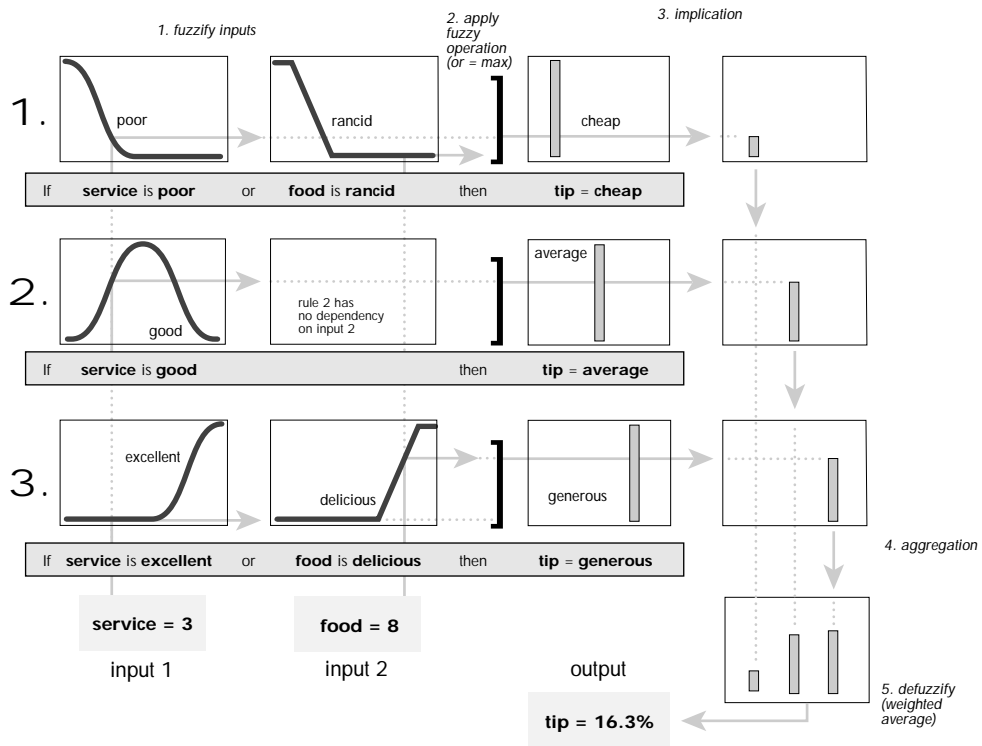 1. fuzzify inputs
2. apply
fuzzy
operation
(or = max)
3. implication
1.
poor
rancid
cheap
If service is poor or food is rancid then tip = cheap
2.
good
rule 2 has
no dependency
on input 2
average
If service is good then tip = average
3.
excellent
delicious
generous
If service is excellent or food is delicious then tip = generous
4. aggregation
service = 3
food = 8
input 1
input 2
output
tip = 16.3%
5. defuzzify
(weighted
average)